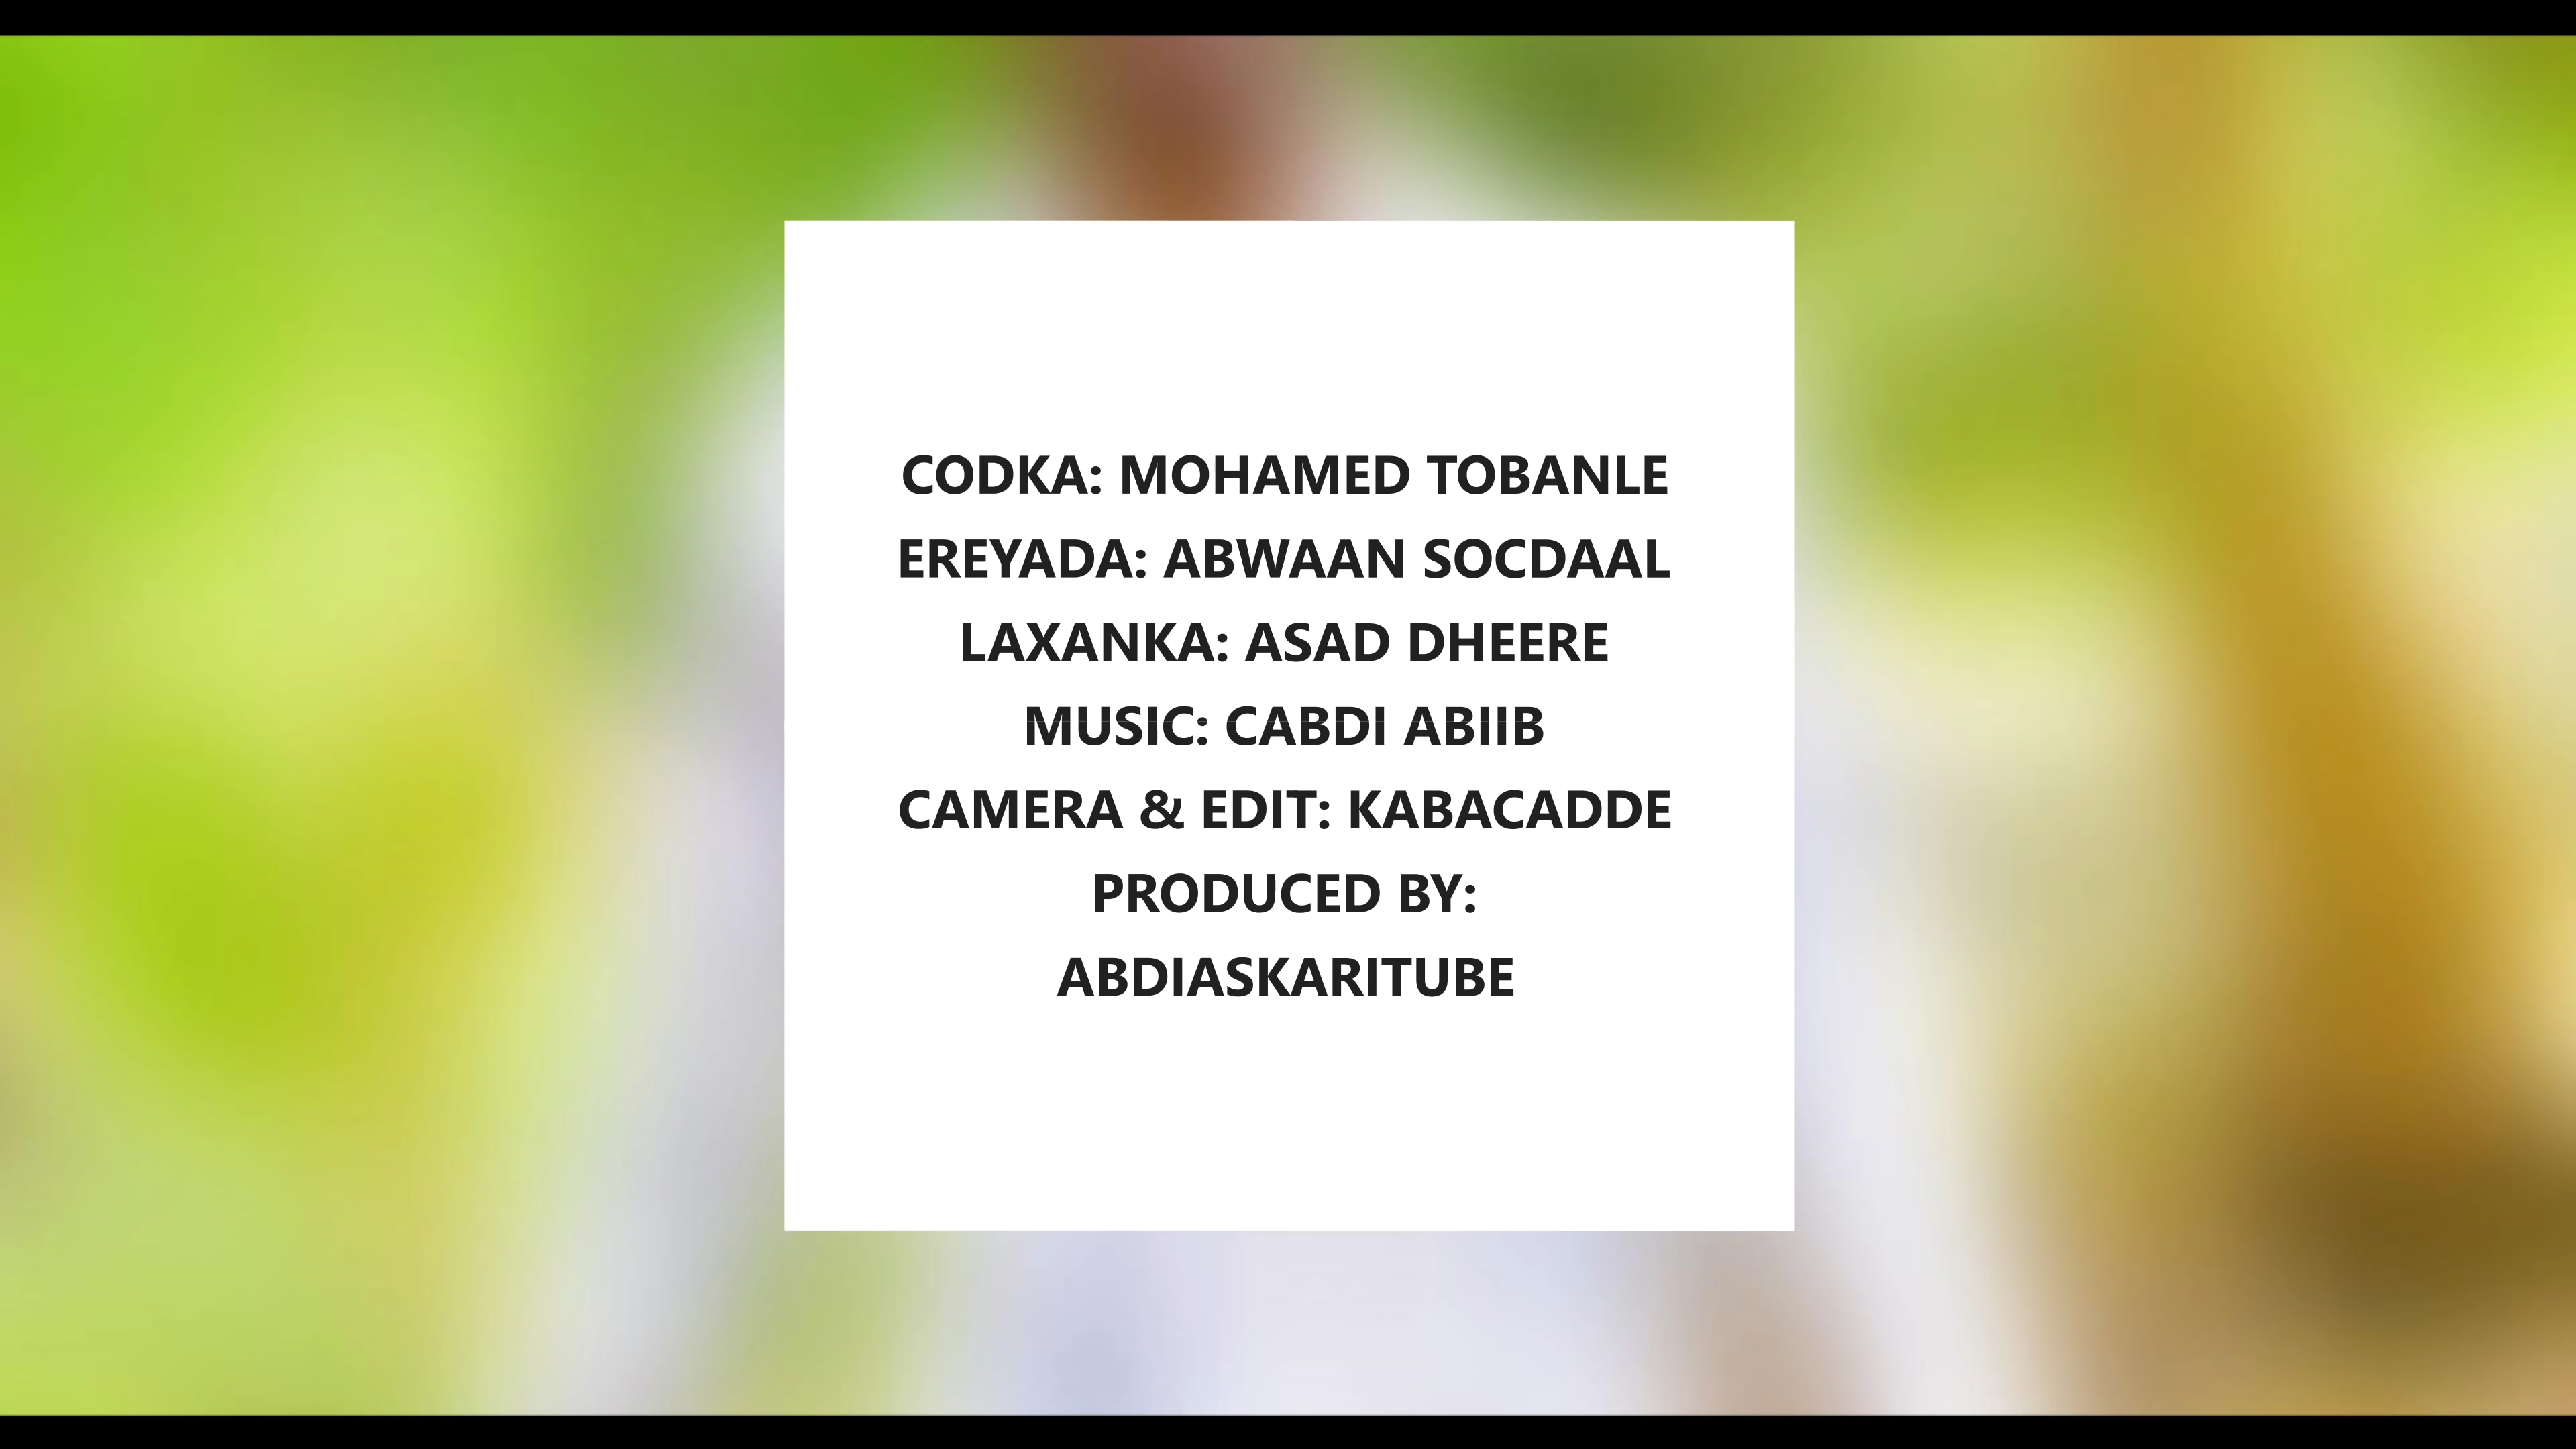 CODKA: MOHAMED TOBANLE
EREYADA: ABWAAN SOCDAAL
LAXANKA: ASAD DHEERE
MUSIC: CABDI ABIIB
CAMERA & EDIT: KABACADDE
PRODUCED BY:
ABDIASKARITUBE